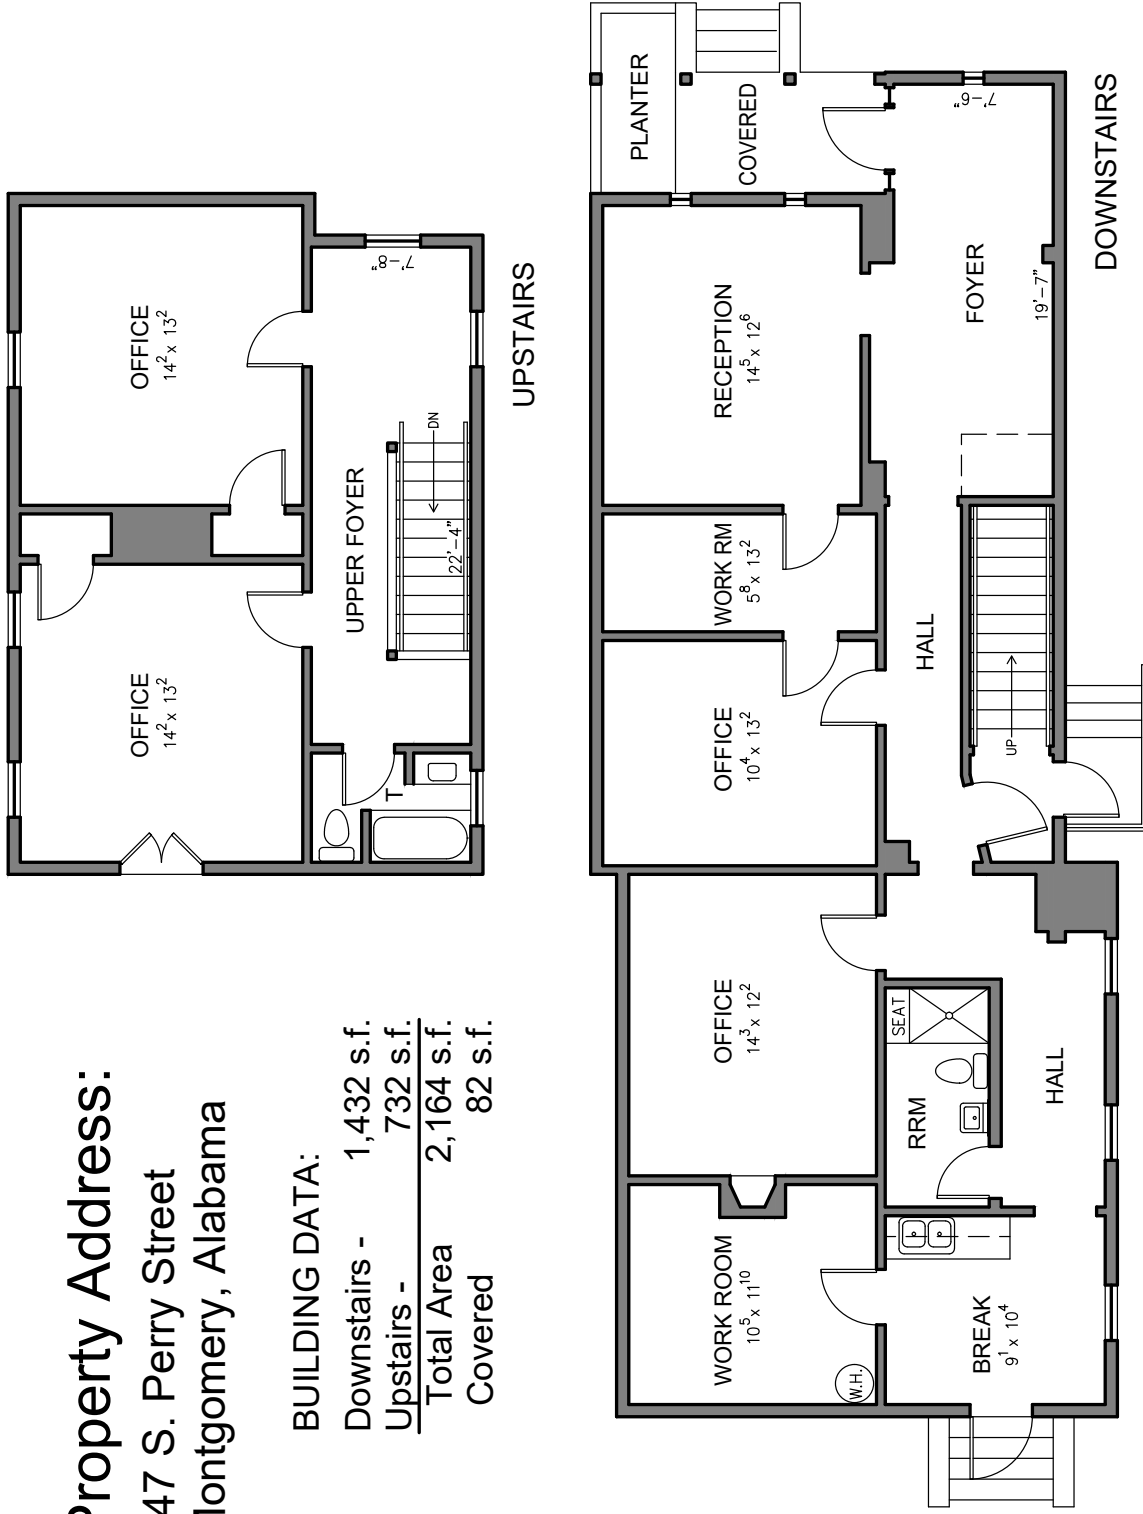 Property Address:
47 S. Perry Street
Montgomery, Alabama
BUILDING DATA:
Downstairs - 1,432 s.f.
Upstairs - 732 s.f.
Total Area 2,164 s.f.
Covered 82 s.f.
OFFICE
14² x 13²
OFFICE
14² x 13²
UPPER FOYER
22'-4"
DN
7'-8"
T
UPSTAIRS
WORK ROOM
10⁵ x 11¹⁰
W.H.
OFFICE
14³ x 12²
OFFICE
10⁴ x 13²
WORK RM
5⁸ x 13²
RECEPTION
14⁵ x 12⁶
PLANTER
COVERED
BREAK
9¹ x 10⁴
RRM
SEAT
HALL
HALL
UP
FOYER
19'-7"
7'-6"
DOWNSTAIRS